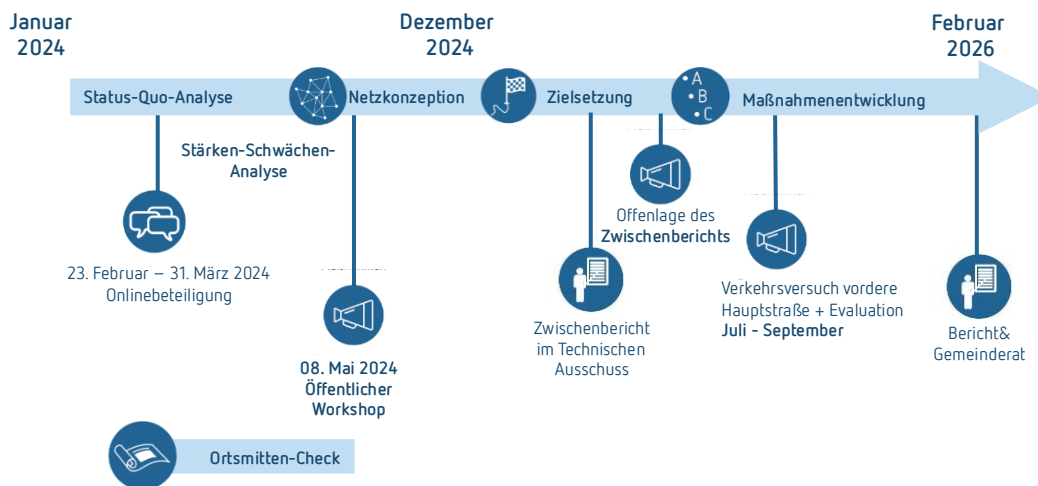 Januar
2024
Dezember
2024
Februar
2026
Status-Quo-Analyse
Netzkonzeption
Zielsetzung
A
B
C
Maßnahmenentwicklung
Stärken-Schwächen-
Analyse
23. Februar – 31. März 2024
Onlinebeteiligung
08. Mai 2024
Öffentlicher
Workshop
Zwischenbericht
im Technischen
Ausschuss
Offenlage des
Zwischenberichts
Verkehrsversuch vordere
Hauptstraße + Evaluation
Juli - September
Bericht&
Gemeinderat
Ortsmitten-Check